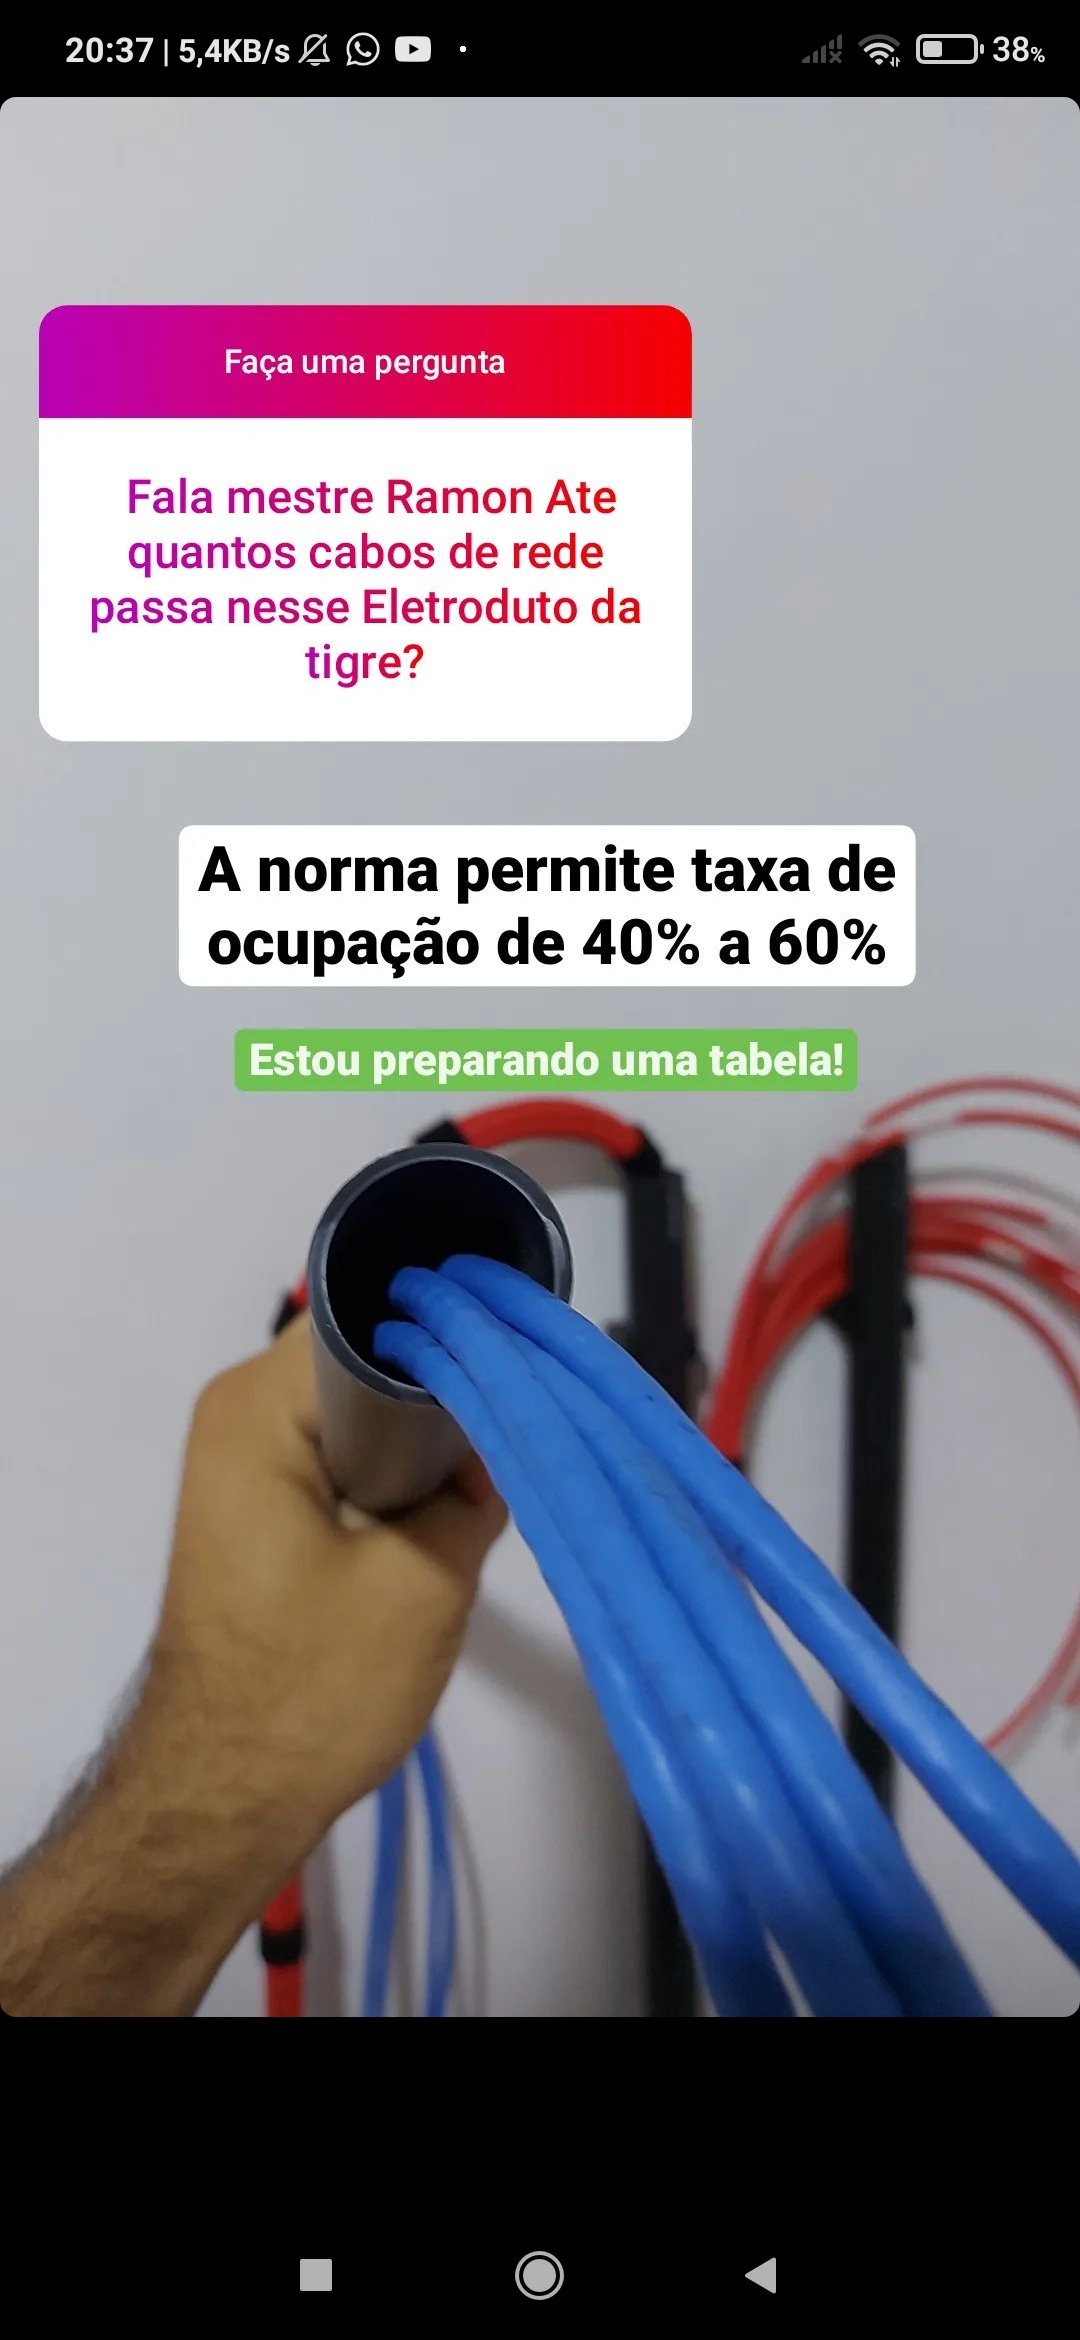 20:37 | 5,4KB/s
38%
Faça uma pergunta
Fala mestre Ramon Ate
quantos cabos de rede
passa nesse Eletroduto da
tigre?
A norma permite taxa de
ocupação de 40% a 60%
Estou preparando uma tabela!